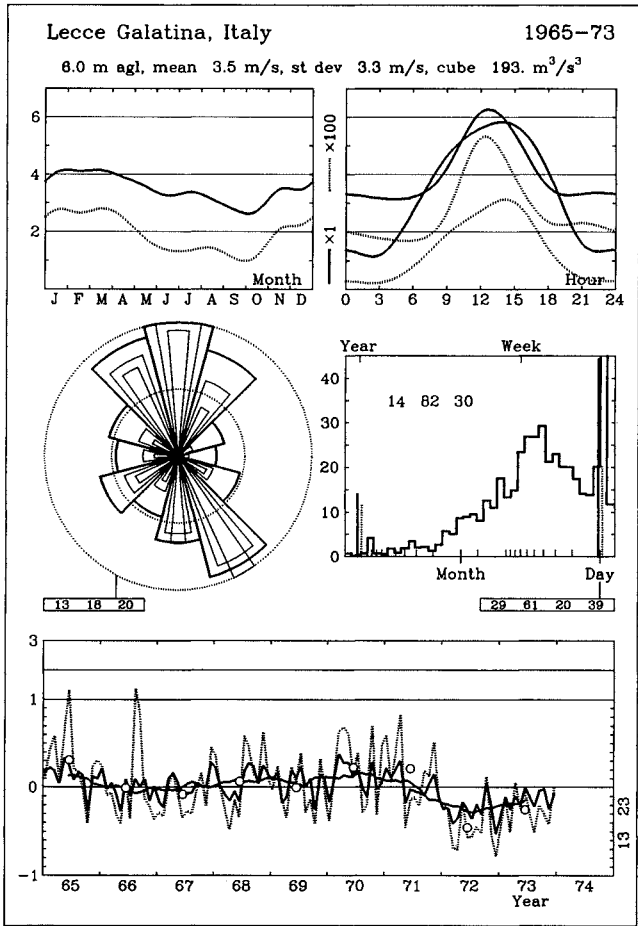 Lecce Galatina, Italy 1965-73
6.0 m agl, mean 3.5 m/s, st dev 3.3 m/s, cube 193. m³/s³
6
4
2
J F M A M J J A S O N D
Month
×1 ×100
0 3 6 9 12 15 18 21 24
Hour
Year Week
40
30
20
10
0
14 82 30
Month Day
13 18 20
29 61 20 39
3
1
0
-1
65 66 67 68 69 70 71 72 73 74
Year
13 23